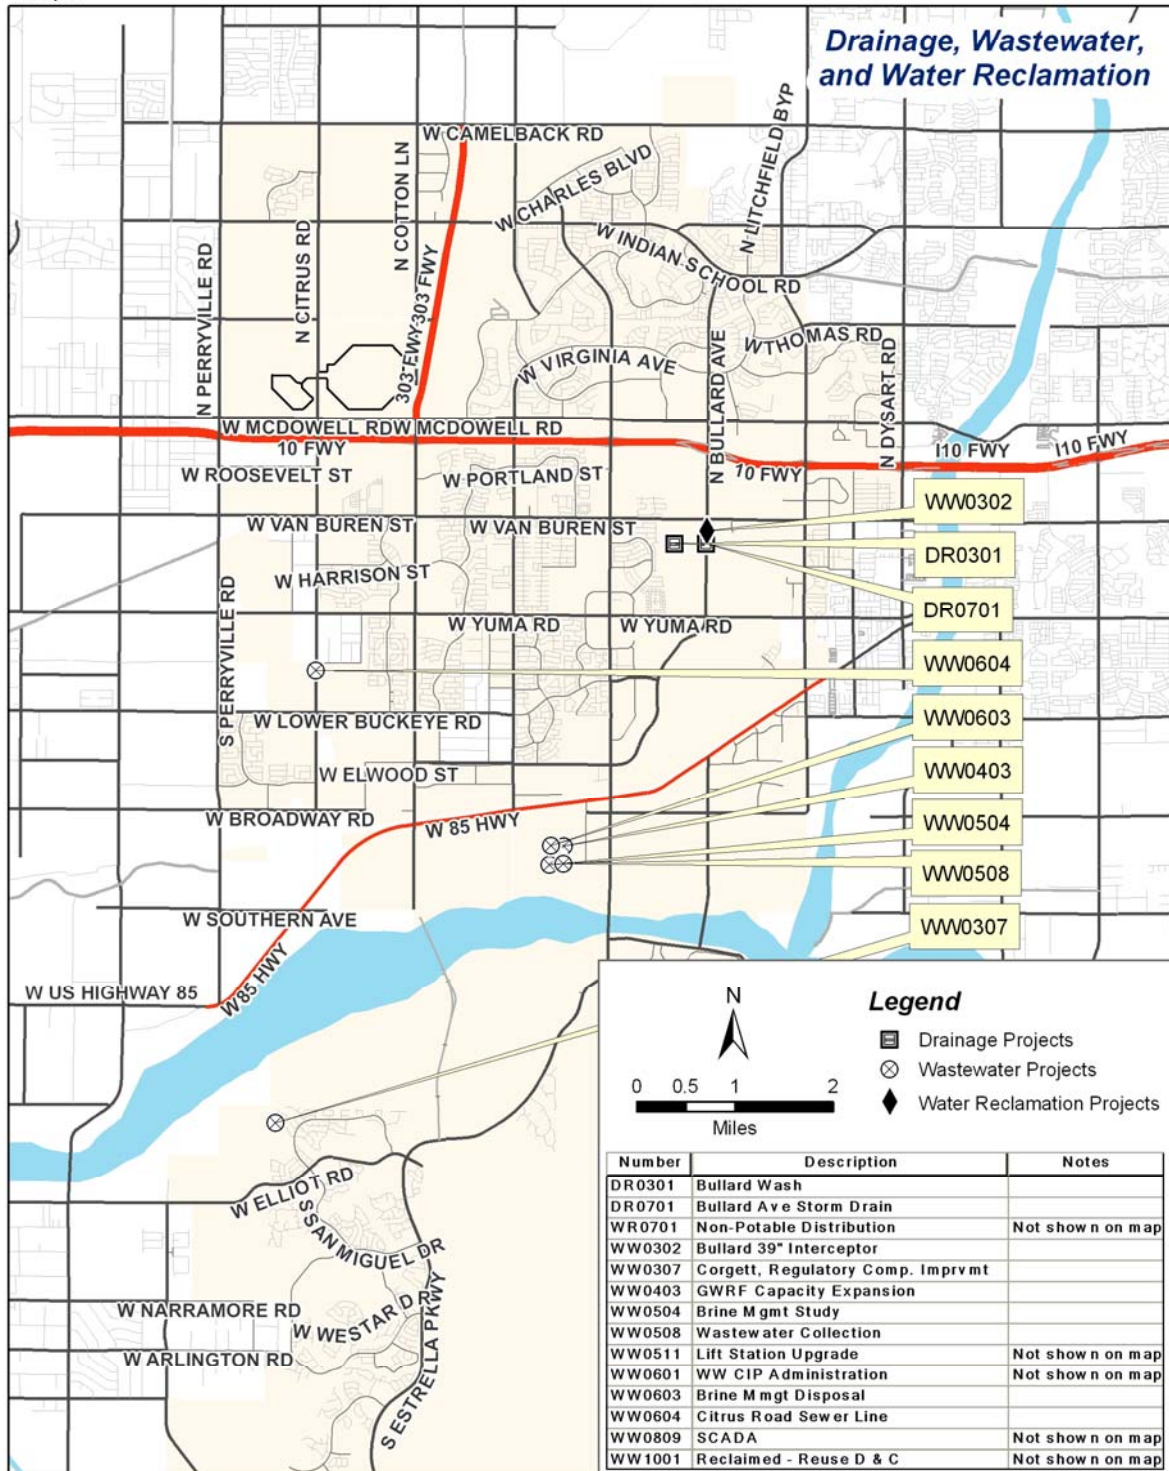 Drainage, Wastewater,
and Water Reclamation
W CAMELBACK RD
W CHARLES BLVD
N LITCHFIELD BYP
N COTTON LN
W INDIAN SCHOOL RD
N PERRYVILLE RD
N CITRUS RD
303 FWY
303 FWY
W THOMAS RD
W VIRGINIA AVE
N BULLARD AVE
N DYSART RD
W MCDOWELL RD
W MCDOWELL RD
10 FWY
10 FWY
I10 FWY
I10 FWY
W ROOSEVELT ST
W PORTLAND ST
WW0302
W VAN BUREN ST
W VAN BUREN ST
DR0301
W HARRISON ST
DR0701
S PERRYVILLE RD
W YUMA RD
W YUMA RD
WW0604
W LOWER BUCKEYE RD
WW0603
W ELWOOD ST
WW0403
W BROADWAY RD
W 85 HWY
WW0504
WW0508
W SOUTHERN AVE
WW0307
W US HIGHWAY 85
W 85 HWY
N
Legend
Drainage Projects
Wastewater Projects
Water Reclamation Projects
0 0.5 1 2
Miles
W ELLIOT RD
S SAN MIGUEL DR
W NARRAMORE RD
W WESTAR DR
W ARLINGTON RD
S ESTRELLA PKWY
Number Description Notes
DR0301 Bullard Wash
DR0701 Bullard Ave Storm Drain
WR0701 Non-Potable Distribution Not shown on map
WW0302 Bullard 39" Interceptor
WW0307 Corgett, Regulatory Comp. Imprvmt
WW0403 GWRF Capacity Expansion
WW0504 Brine Mgmt Study
WW0508 Wastewater Collection
WW0511 Lift Station Upgrade Not shown on map
WW0601 WW CIP Administration Not shown on map
WW0603 Brine Mmgt Disposal
WW0604 Citrus Road Sewer Line
WW0809 SCADA Not shown on map
WW1001 Reclaimed - Reuse D & C Not shown on map